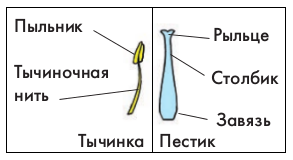 Пыльник
Тычиночная
нить
Тычинка
Рыльце
Столбик
Завязь
Пестик